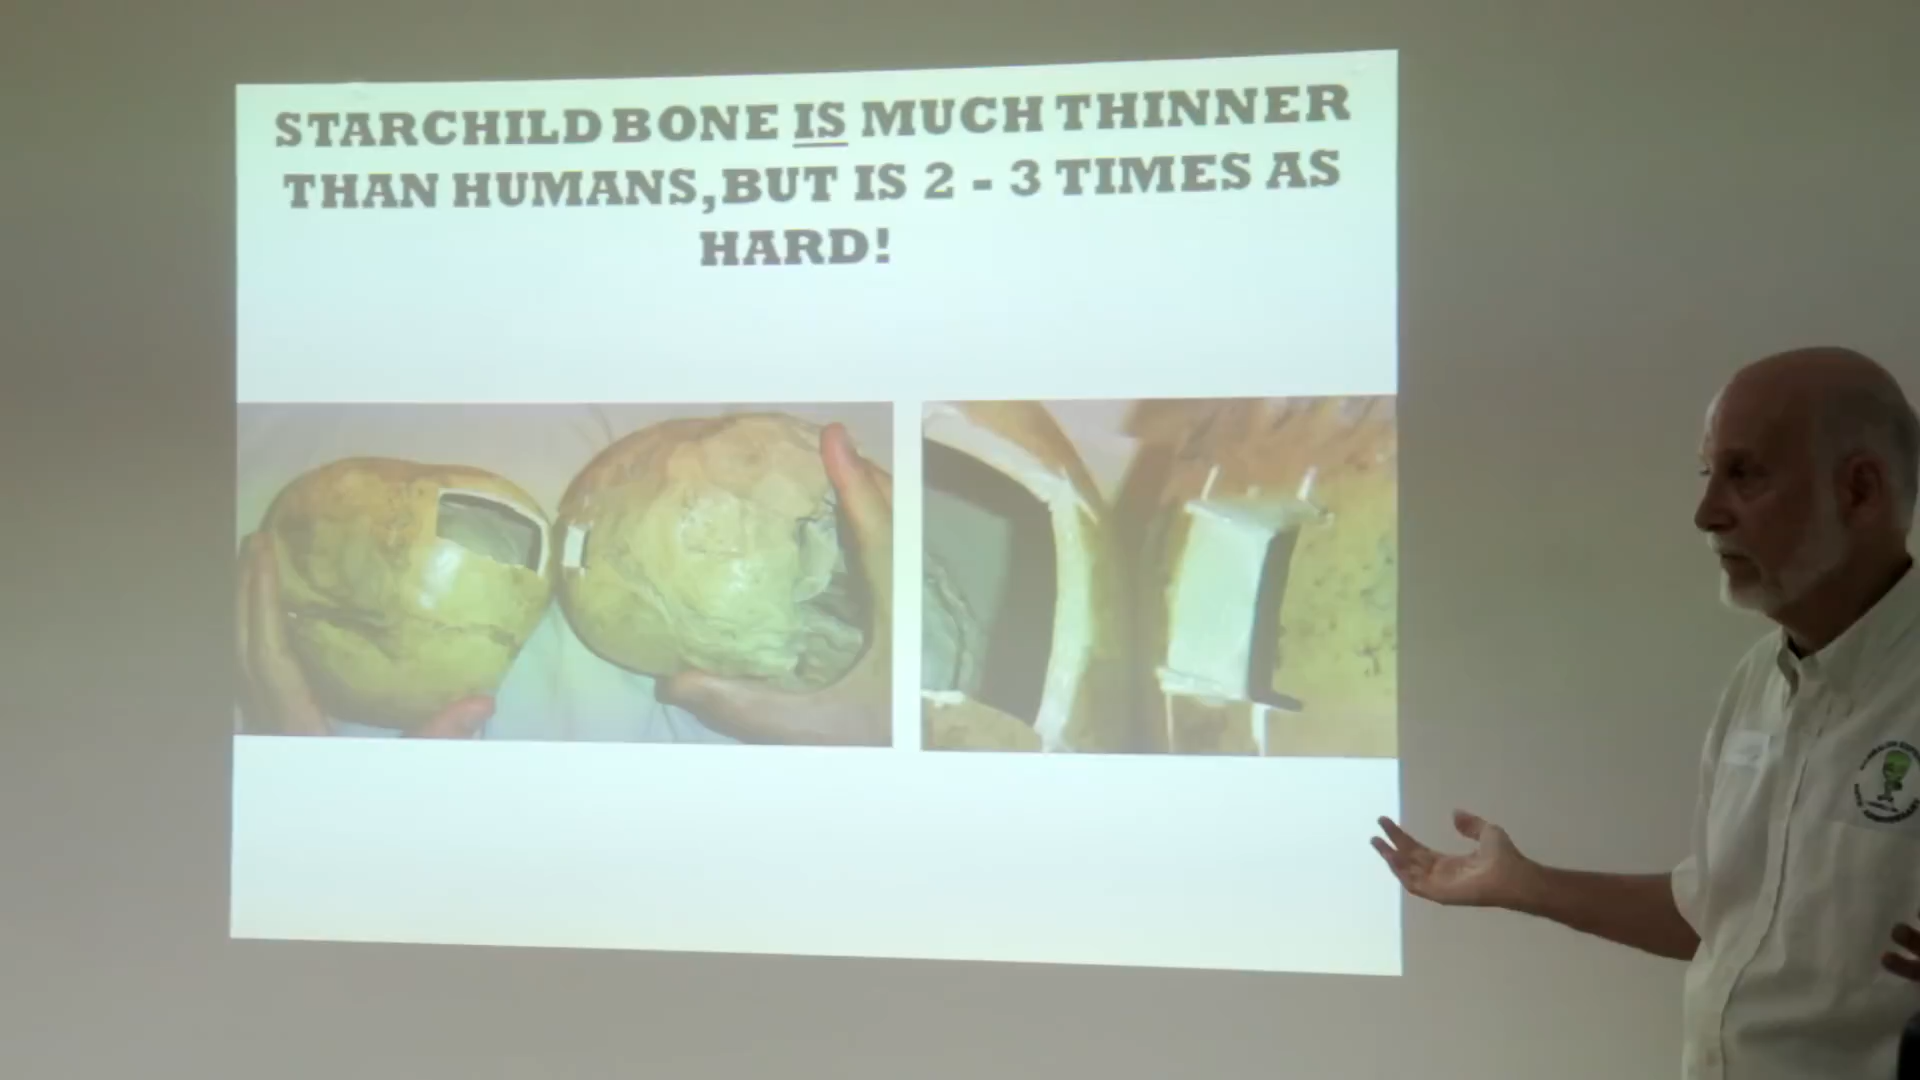 STARCHILD BONE IS MUCH THINNER
THAN HUMANS, BUT IS 2 - 3 TIMES AS
HARD!